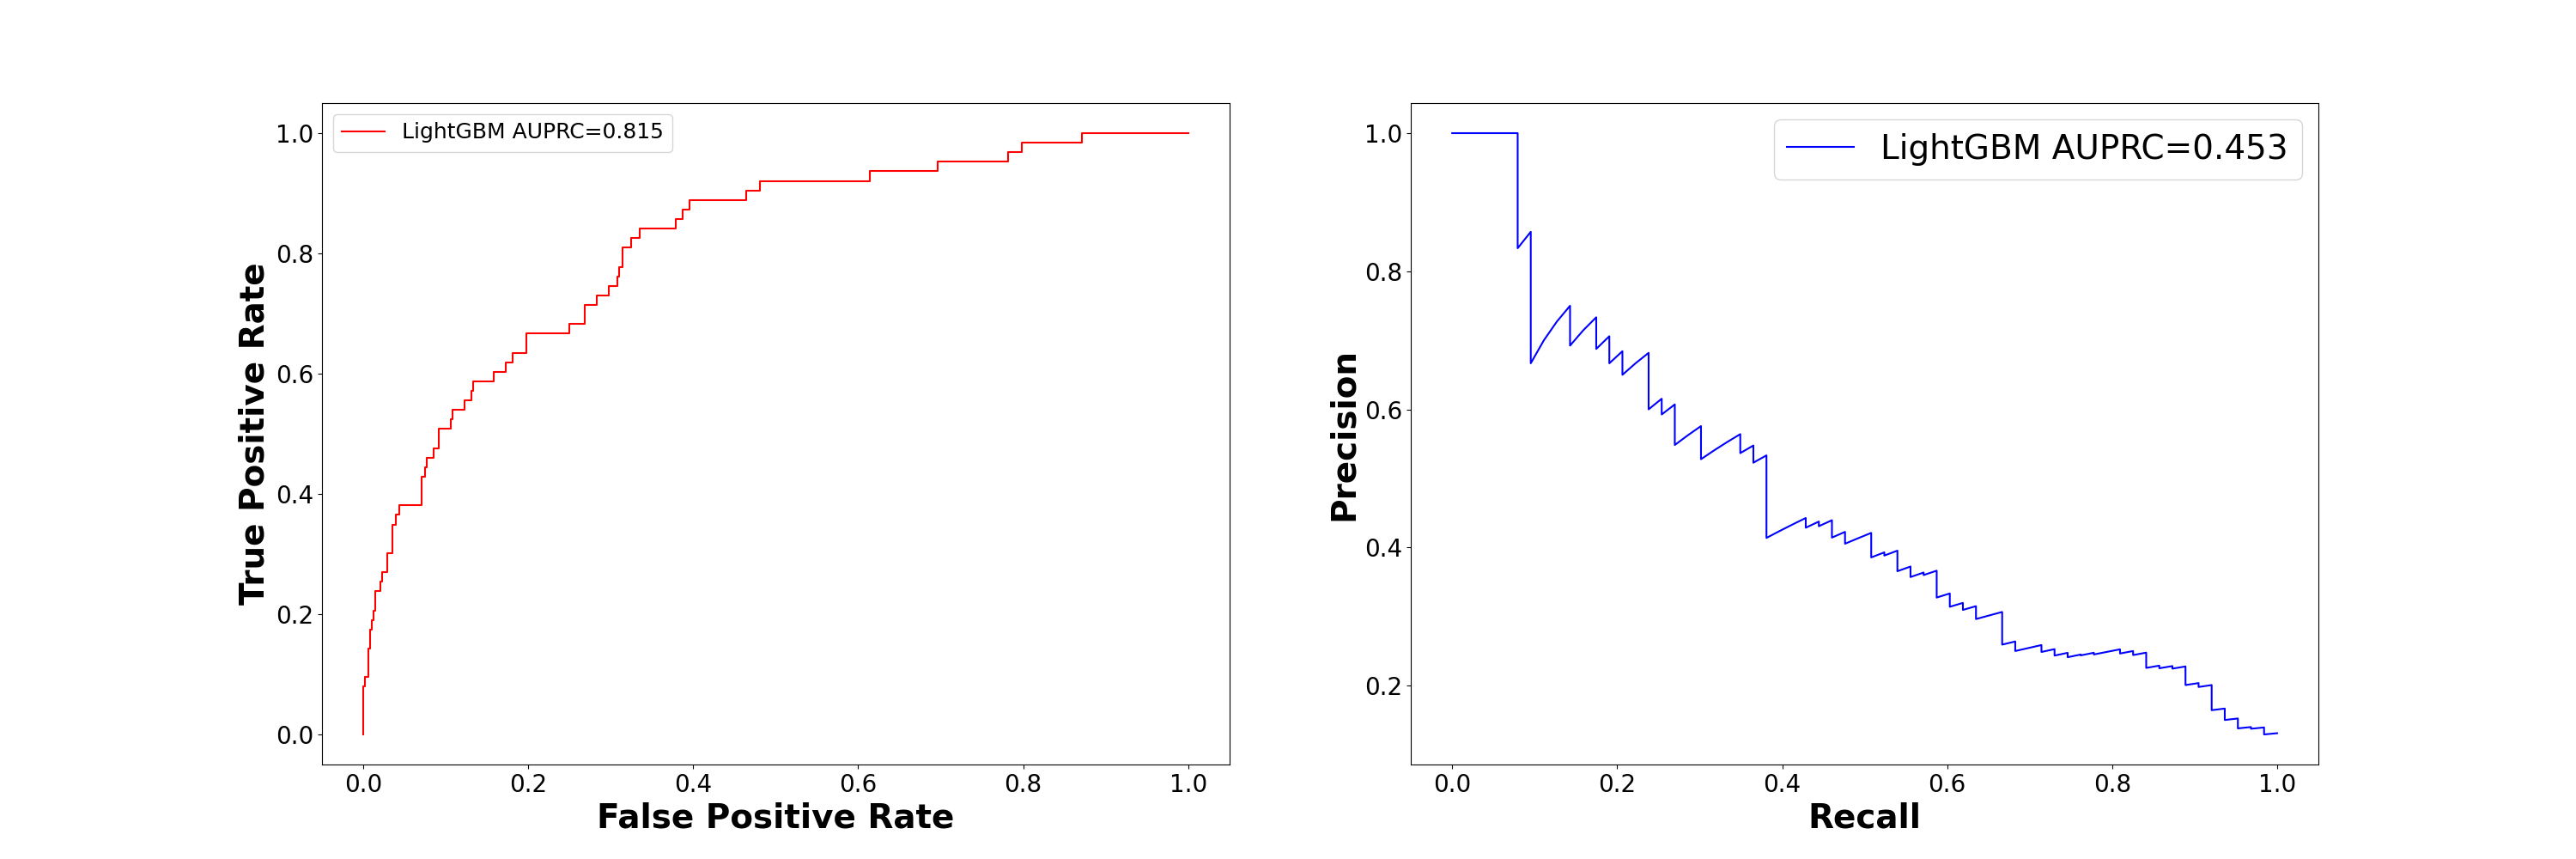 LightGBM AUPRC=0.815
1.0
0.8
0.6
0.4
0.2
0.0
True Positive Rate
0.0 0.2 0.4 0.6 0.8 1.0
False Positive Rate
LightGBM AUPRC=0.453
1.0
0.8
0.6
0.4
0.2
Precision
0.0 0.2 0.4 0.6 0.8 1.0
Recall